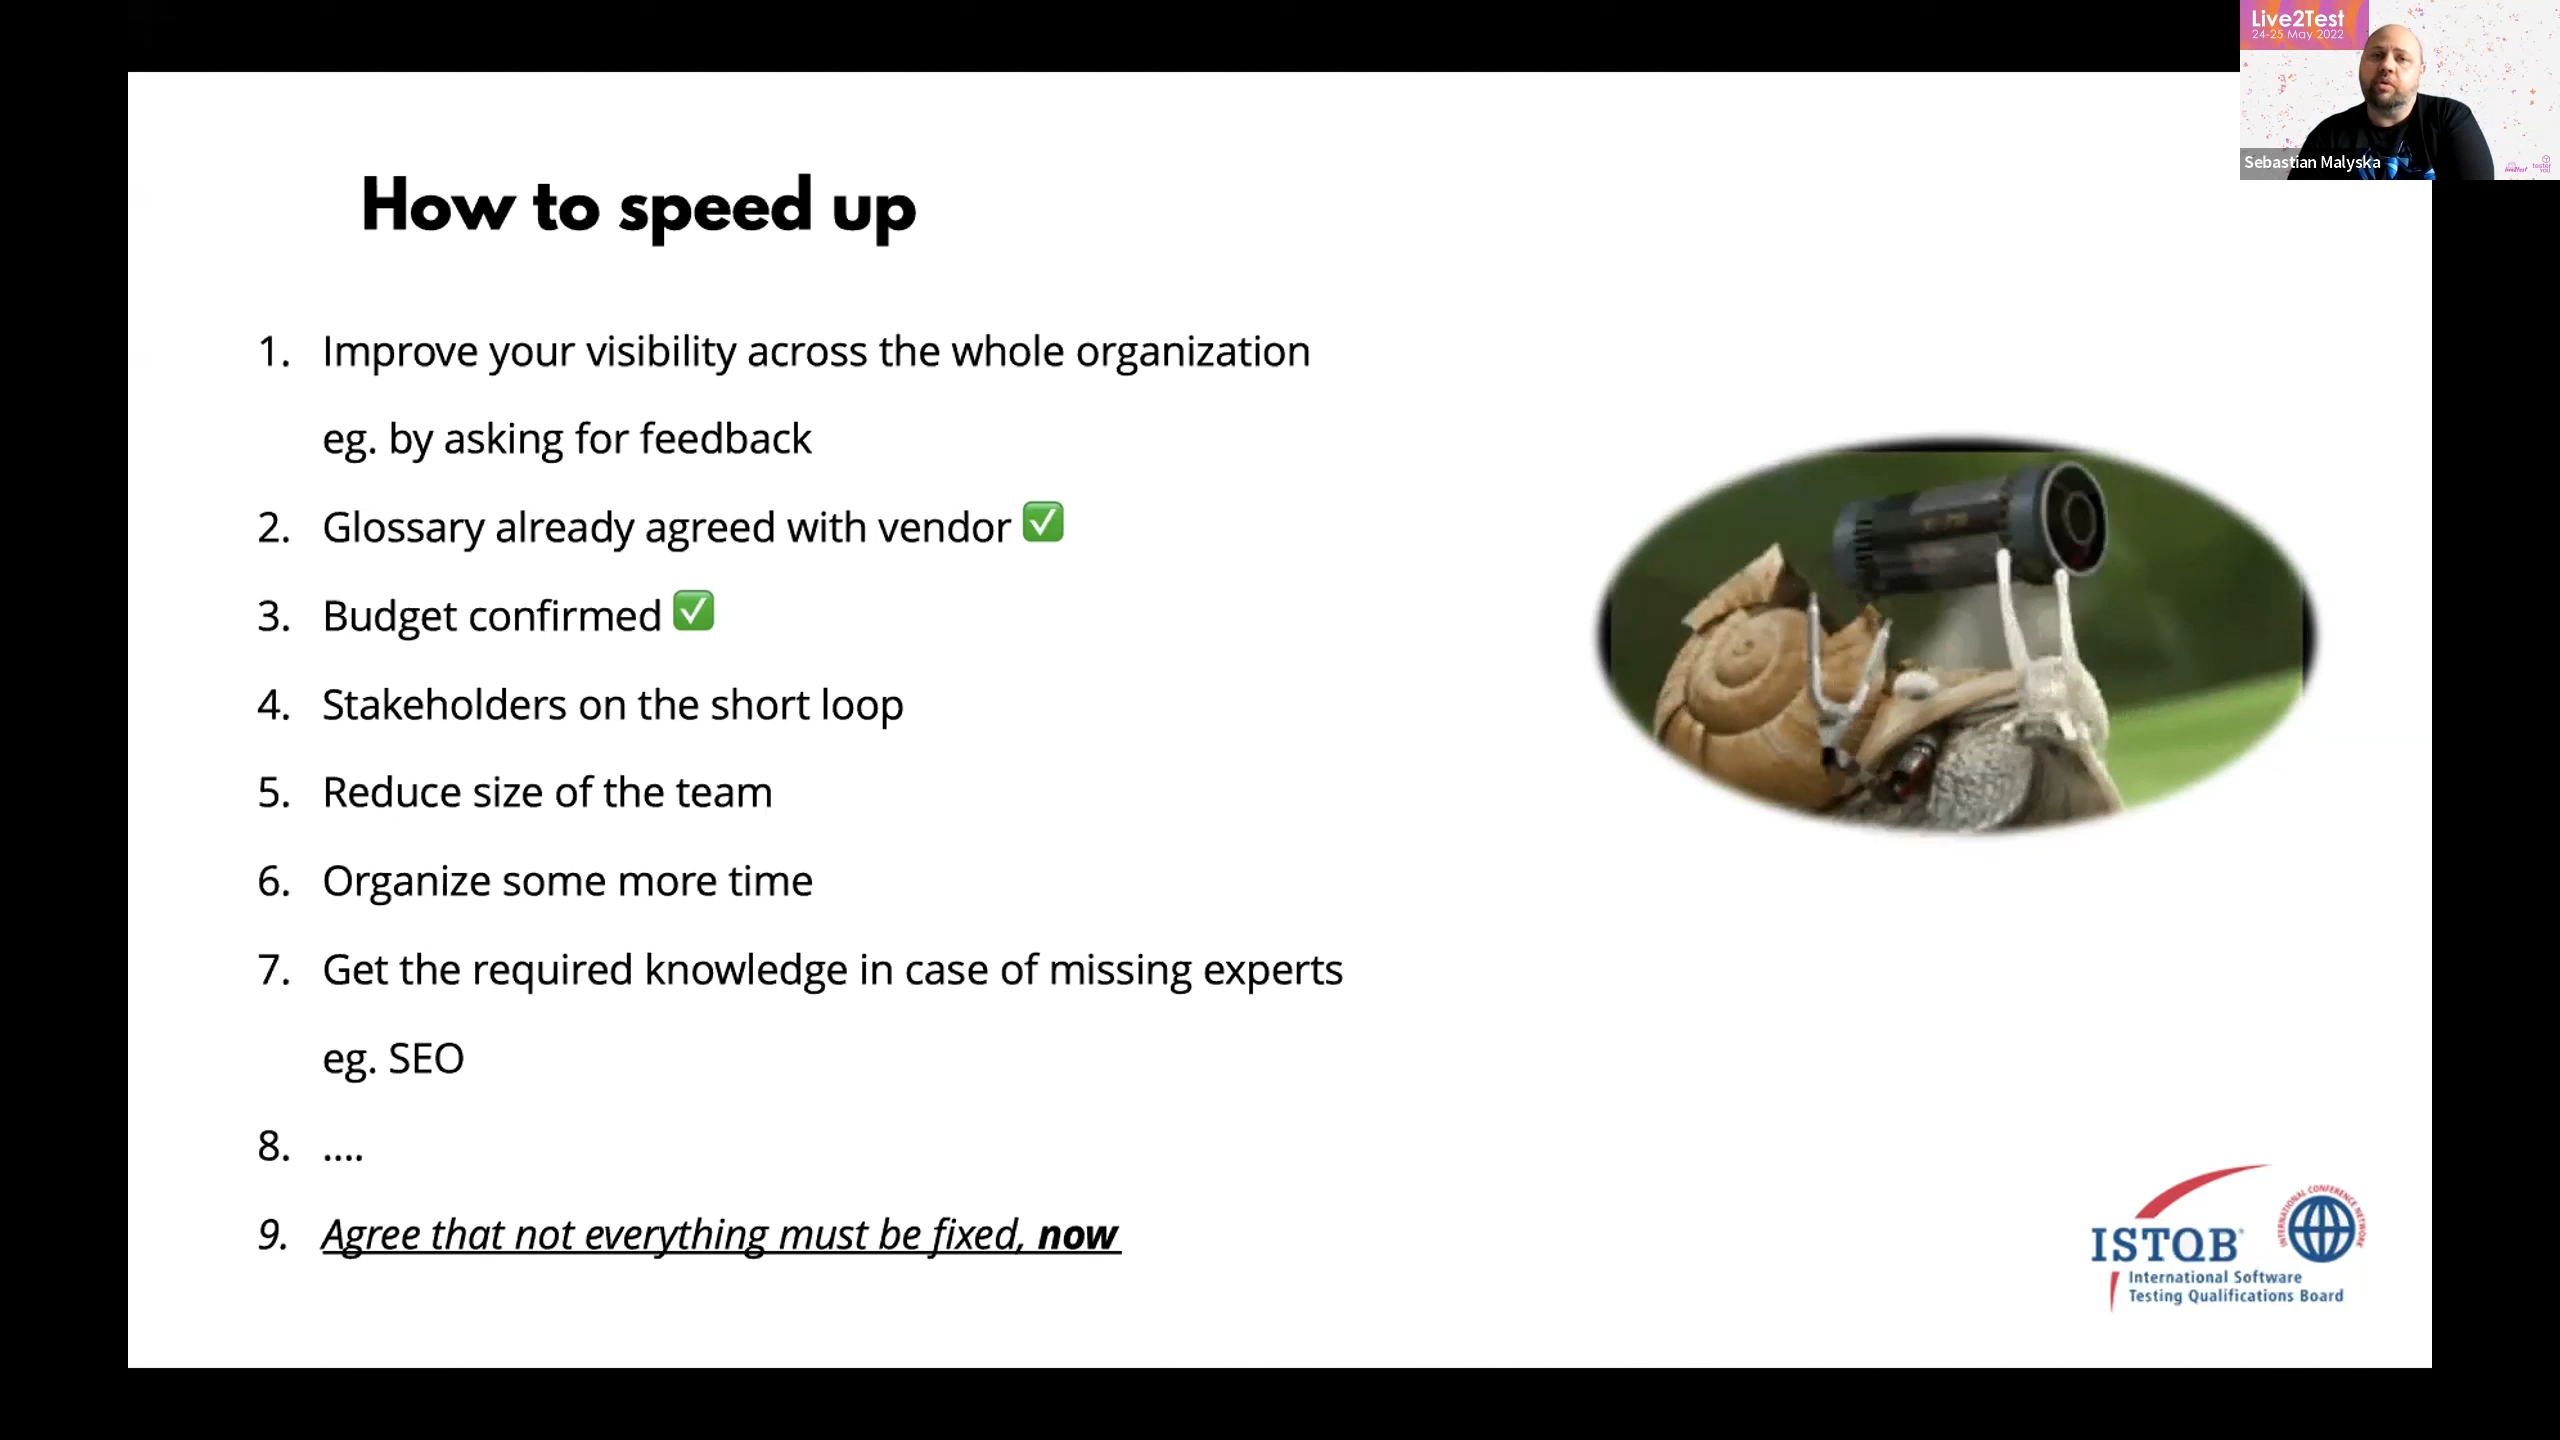 Live2Test
24-25 May 2022
Sebastian Malyska
How to speed up
1. Improve your visibility across the whole organization
eg. by asking for feedback
2. Glossary already agreed with vendor ✅
3. Budget confirmed ✅
4. Stakeholders on the short loop
5. Reduce size of the team
6. Organize some more time
7. Get the required knowledge in case of missing experts
eg. SEO
8. ....
9. Agree that not everything must be fixed, now
ISTQB®
INTERNATIONAL CONFERENCE NETWORK
International Software
Testing Qualifications Board